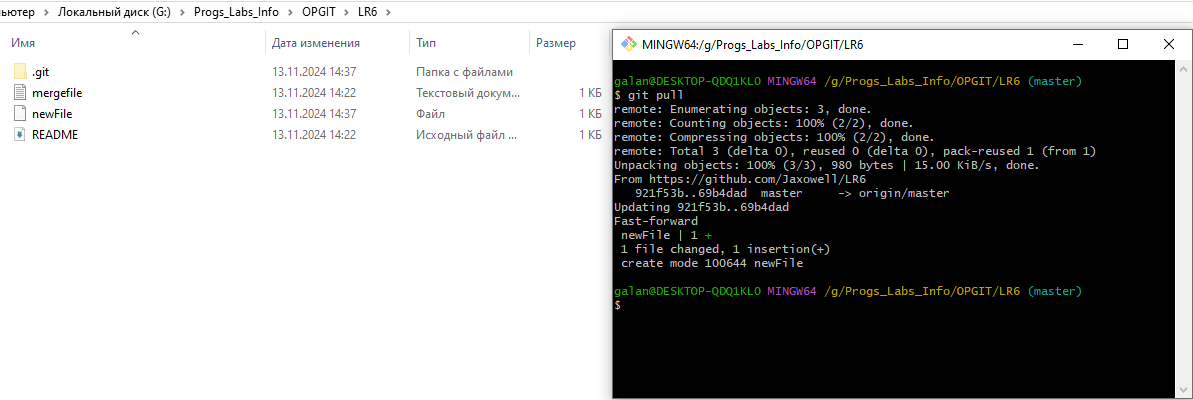 пьютер > Локальный диск (G:) > Progs_Labs_Info > OPGIT > LR6 >
Имя Дата изменения Тип Размер
.git 13.11.2024 14:37 Папка с файлами
mergefile 13.11.2024 14:22 Текстовый докум... 1 КБ
newFile 13.11.2024 14:37 Файл 1 КБ
README 13.11.2024 14:22 Исходный файл ... 1 КБ
MINGW64:/g/Progs_Labs_Info/OPGIT/LR6
galan@DESKTOP-QDQ1KLO MINGW64 /g/Progs_Labs_Info/OPGIT/LR6 (master)
$ git pull
remote: Enumerating objects: 3, done.
remote: Counting objects: 100% (2/2), done.
remote: Compressing objects: 100% (2/2), done.
remote: Total 3 (delta 0), reused 0 (delta 0), pack-reused 1 (from 1)
Unpacking objects: 100% (3/3), 980 bytes | 15.00 KiB/s, done.
From https://github.com/Jaxowell/LR6
921f53b..69b4dad master -> origin/master
Updating 921f53b..69b4dad
Fast-forward
newFile | 1 +
1 file changed, 1 insertion(+)
create mode 100644 newFile
galan@DESKTOP-QDQ1KLO MINGW64 /g/Progs_Labs_Info/OPGIT/LR6 (master)
$